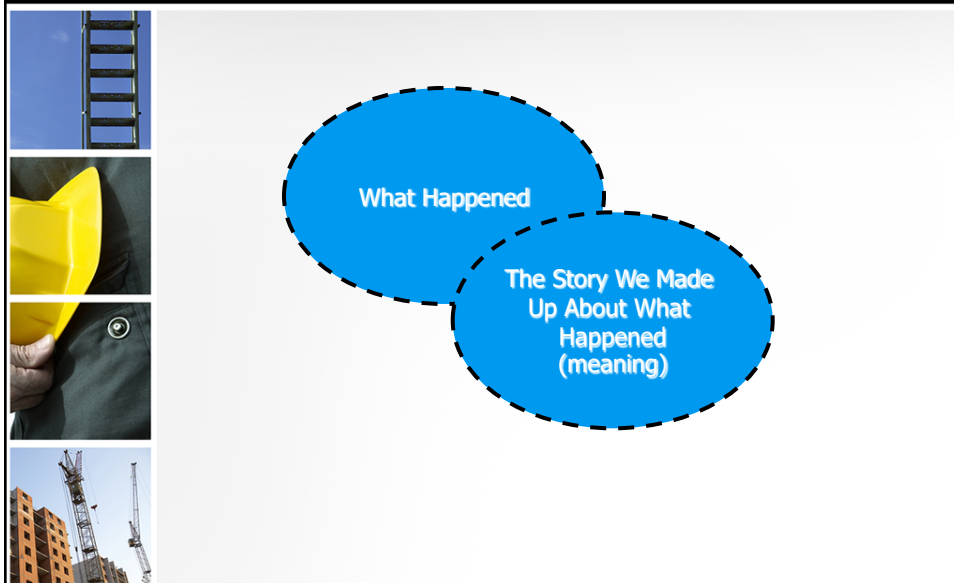 What Happened
The Story We Made
Up About What
Happened
(meaning)